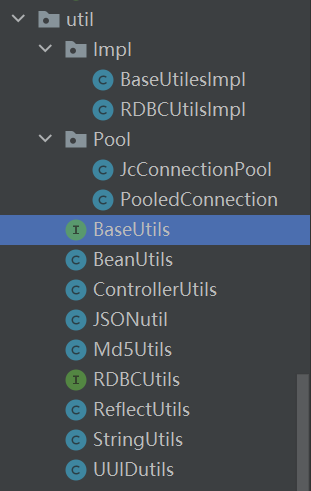 util
Impl
C BaseUtilesImpl
C RDBCUtilsImpl
Pool
C JcConnectionPool
C PooledConnection
I BaseUtils
C BeanUtils
C ControllerUtils
C JSONutil
C Md5Utils
I RDBCUtils
C ReflectUtils
C StringUtils
C UUIDutils